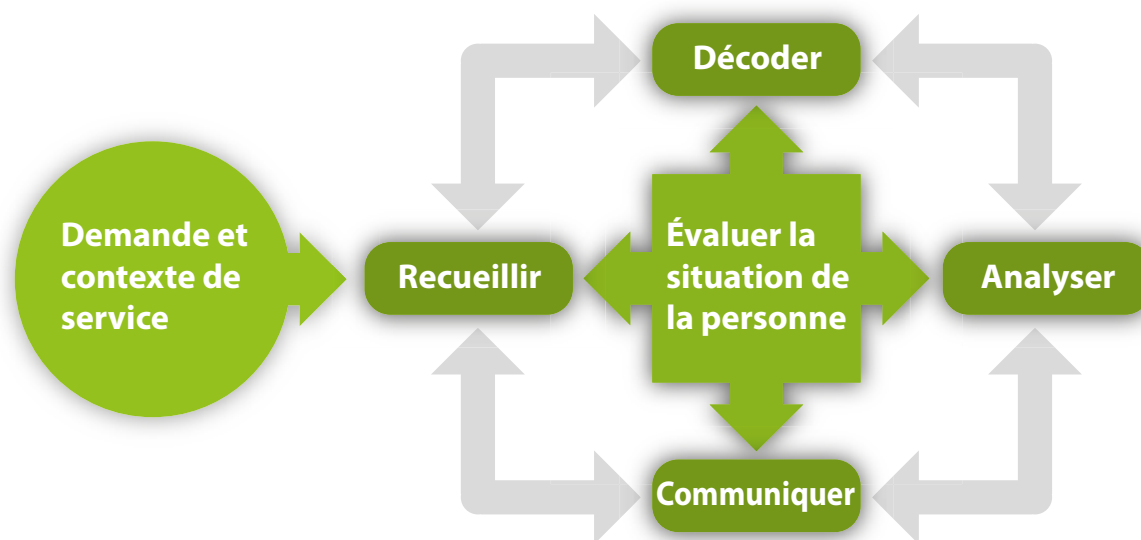 Décoder
Demande et
contexte de
service
Recueillir
Évaluer la
situation de
la personne
Analyser
Communiquer